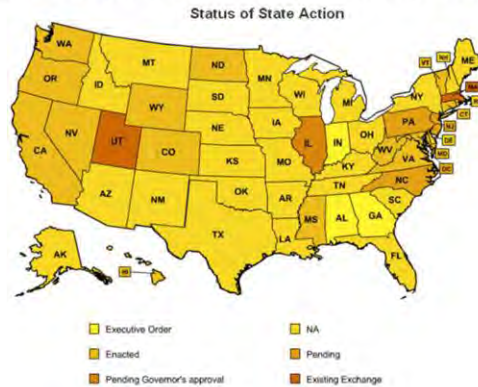 Status of State Action
WA
OR
CA
NV
ID
MT
WY
UT
AZ
CO
NM
ND
SD
NE
KS
OK
TX
MN
IA
MO
AR
LA
WI
IL
MI
IN
OH
KY
TN
MS
AL
GA
FL
SC
NC
VA
WV
PA
NY
VT
NH
ME
MA
CT
NJ
DE
MD
DC
AK
HI
Executive Order
NA
Enacted
Pending
Pending Governor's approval
Existing Exchange